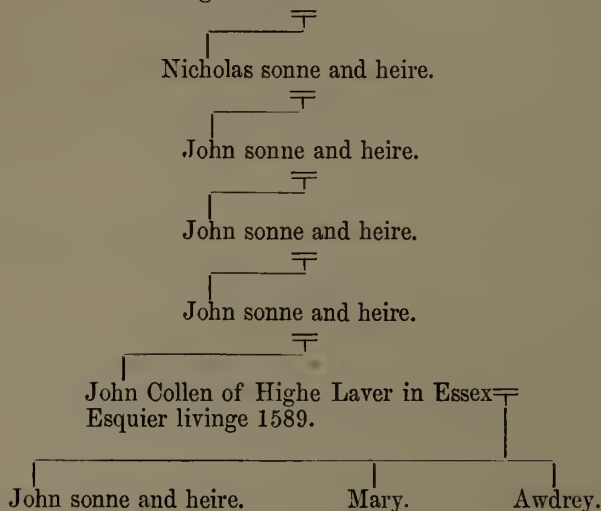 Nicholas sonne and heire.
John sonne and heire.
John sonne and heire.
John sonne and heire.
John Collen of Highe Laver in Essex
Esquier livinge 1589.
John sonne and heire. Mary. Awdrey.